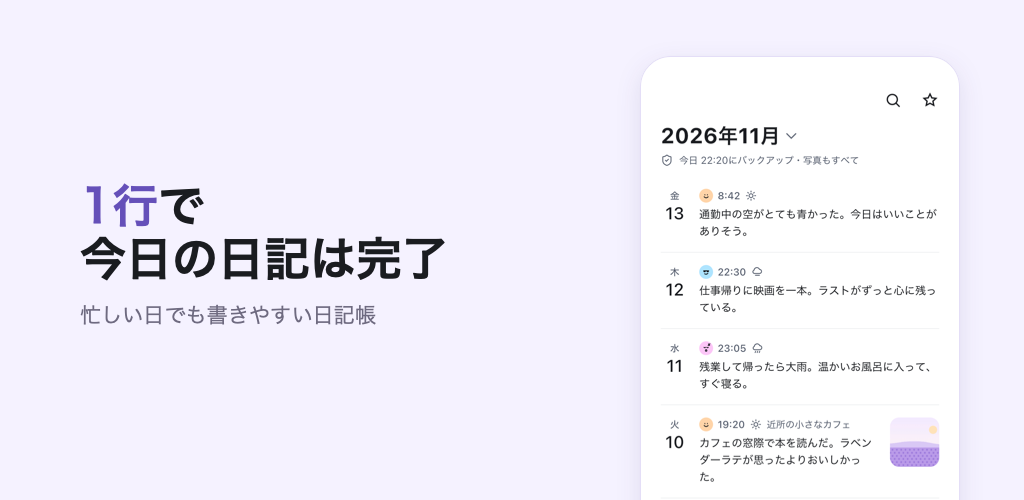 1行で
今日の日記は完了
忙しい日でも書きやすい日記帳
2026年11月
今日 22:20にバックアップ・写真もすべて
金
13
8:42
通勤中の空がとても青かった。今日はいいことが
ありそう。
木
12
22:30
仕事帰りに映画を一本。ラストがずっと心に残っ
ている。
水
11
23:05
残業して帰ったら大雨。温かいお風呂に入って、
すぐ寝る。
火
10
19:20 近所の小さなカフェ
カフェの窓際で本を読んだ。ラベン
ダーラテが思ったよりおいしかっ
た。